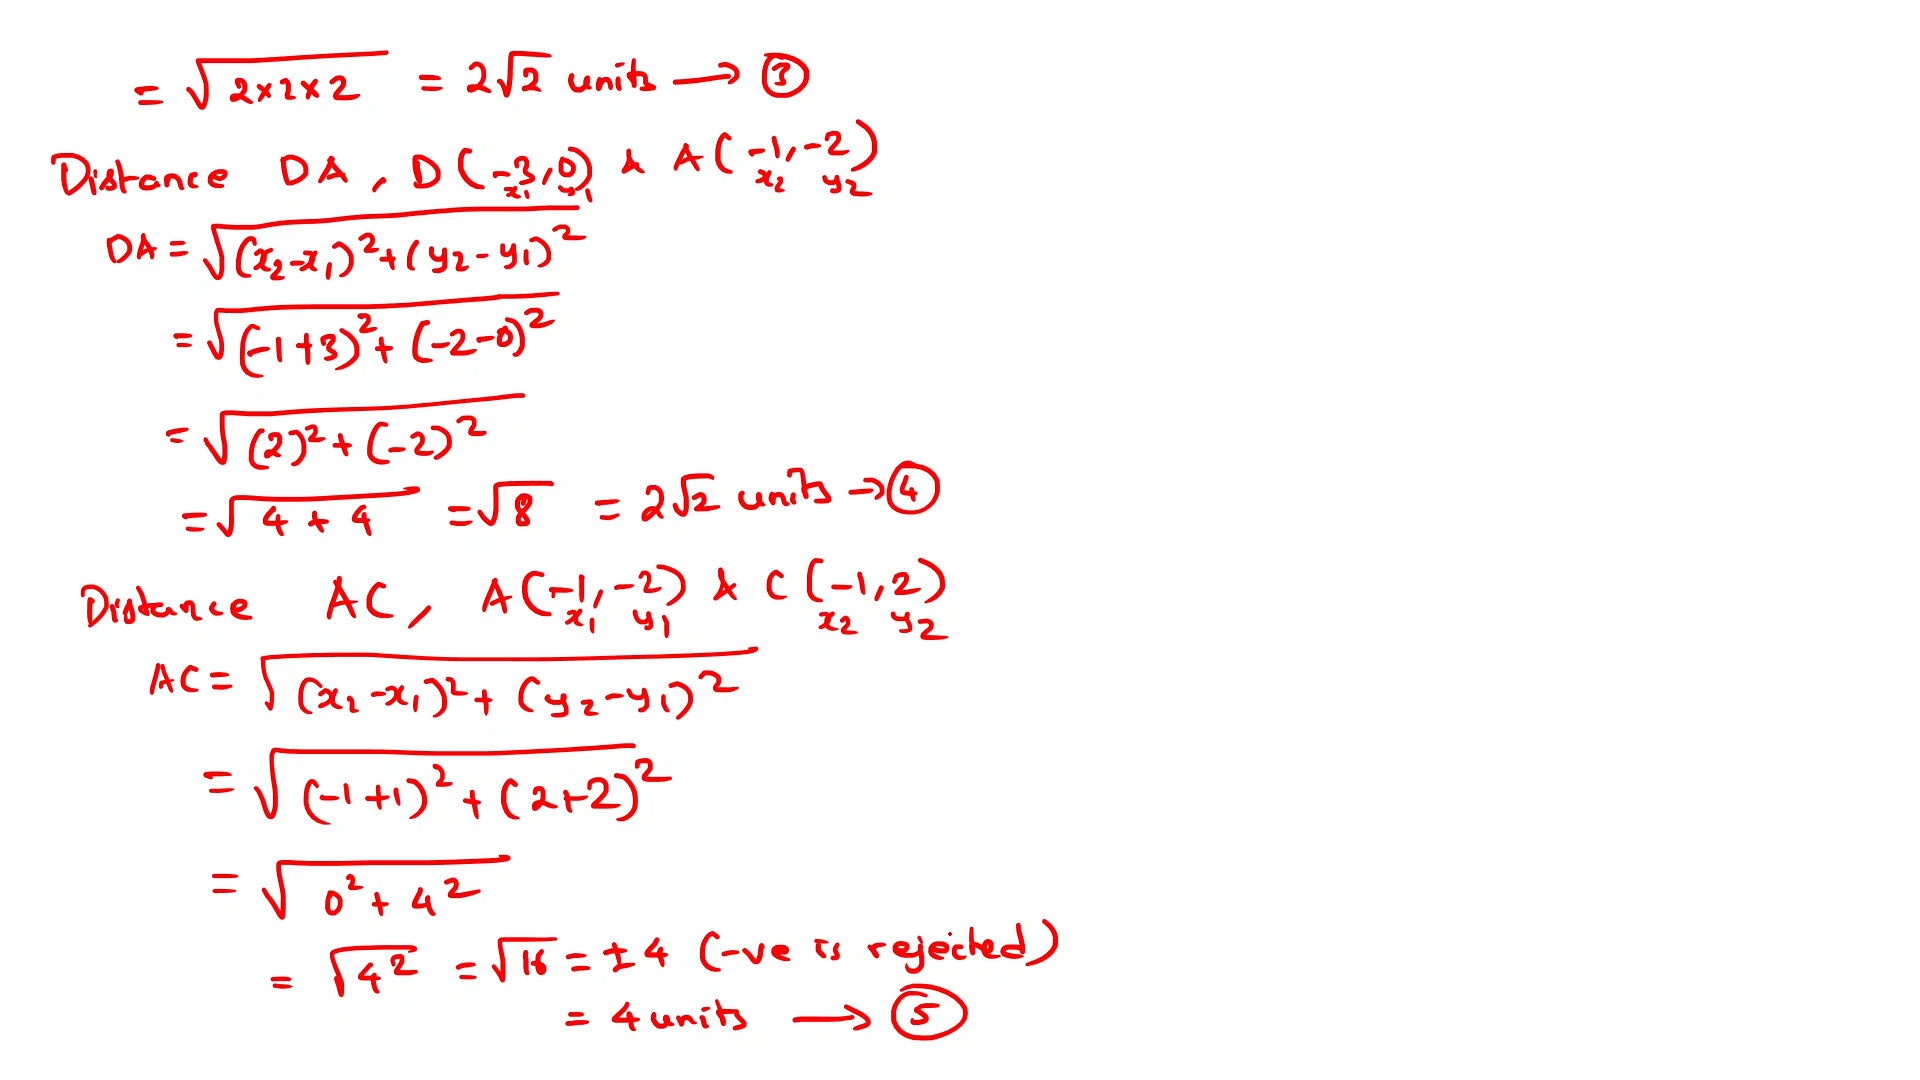 = √(2×2×2) = 2√2 units → ③
Distance DA, D(-3,0) & A(-1,-2)
x₁ y₁ x₂ y₂
DA = √((x₂-x₁)²+(y₂-y₁)²)
= √((-1+3)²+(-2-0)²)
= √((2)²+(-2)²)
= √(4+4) = √8 = 2√2 units → ④
Distance AC, A(-1,-2) & C(-1,2)
x₁ y₁ x₂ y₂
AC = √((x₂-x₁)²+(y₂-y₁)²)
= √((-1+1)²+(2+2)²)
= √(0²+4²)
= √4² = √16 = ±4 (-ve is rejected)
= 4 units → ⑤